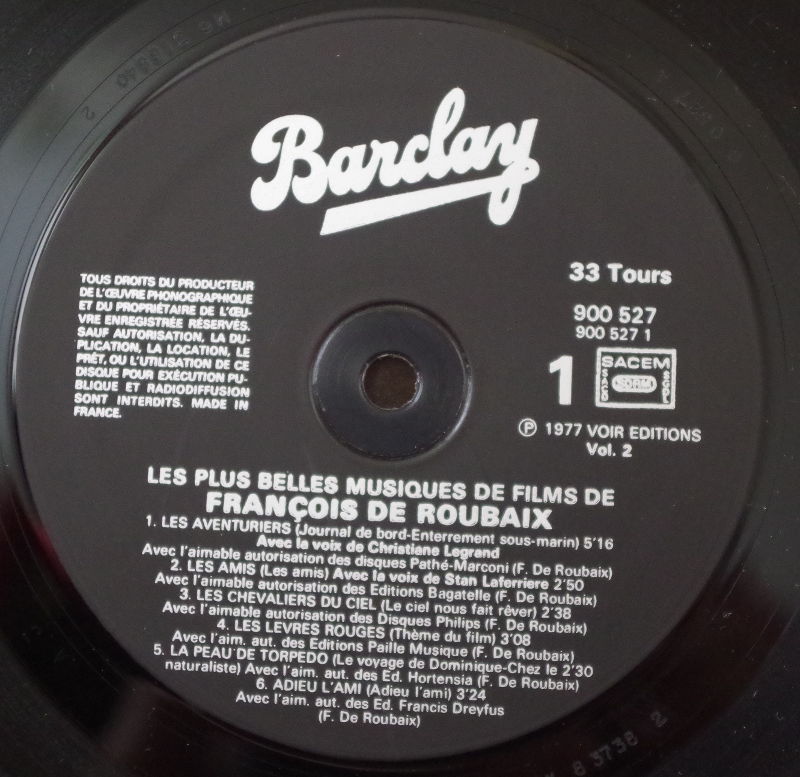 Barclay
TOUS DROITS DU PRODUCTEUR
DE L'ŒUVRE PHONOGRAPHIQUE
ET DU PROPRIÉTAIRE DE L'ŒU-
VRE ENREGISTRÉE RÉSERVÉS.
SAUF AUTORISATION, LA DU-
PLICATION, LA LOCATION, LE
PRÊT, OU L'UTILISATION DE CE
DISQUE POUR EXÉCUTION PU-
BLIQUE ET RADIODIFFUSION
SONT INTERDITS. MADE IN
FRANCE.
33 Tours
900 527
900 527 1
1
SACEM
SACD SDRM SGDL
Ⓟ 1977 VOIR EDITIONS
Vol. 2
LES PLUS BELLES MUSIQUES DE FILMS DE
FRANÇOIS DE ROUBAIX
1. LES AVENTURIERS (Journal de bord-Enterrement sous-marin) 5'16
Avec la voix de Christiane Legrand
Avec l'aimable autorisation des disques Pathé-Marconi (F. De Roubaix)
2. LES AMIS (Les amis) Avec la voix de Stan Laferriere 2'50
Avec l'aimable autorisation des Editions Bagatelle (F. De Roubaix)
3. LES CHEVALIERS DU CIEL (Le ciel nous fait rêver) 2'38
Avec l'aimable autorisation des Disques Philips (F. De Roubaix)
4. LES LEVRES ROUGES (Thème du film) 3'08
Avec l'aim. aut. des Editions Paille Musique (F. De Roubaix)
5. LA PEAU DE TORPEDO (Le voyage de Dominique-Chez le 2'30
naturaliste) Avec l'aim. aut. des Ed. Hortensia (F. De Roubaix)
6. ADIEU L'AMI (Adieu l'ami) 3'24
Avec l'aim. aut. des Ed. Francis Dreyfus
(F. De Roubaix)
8 3738 2